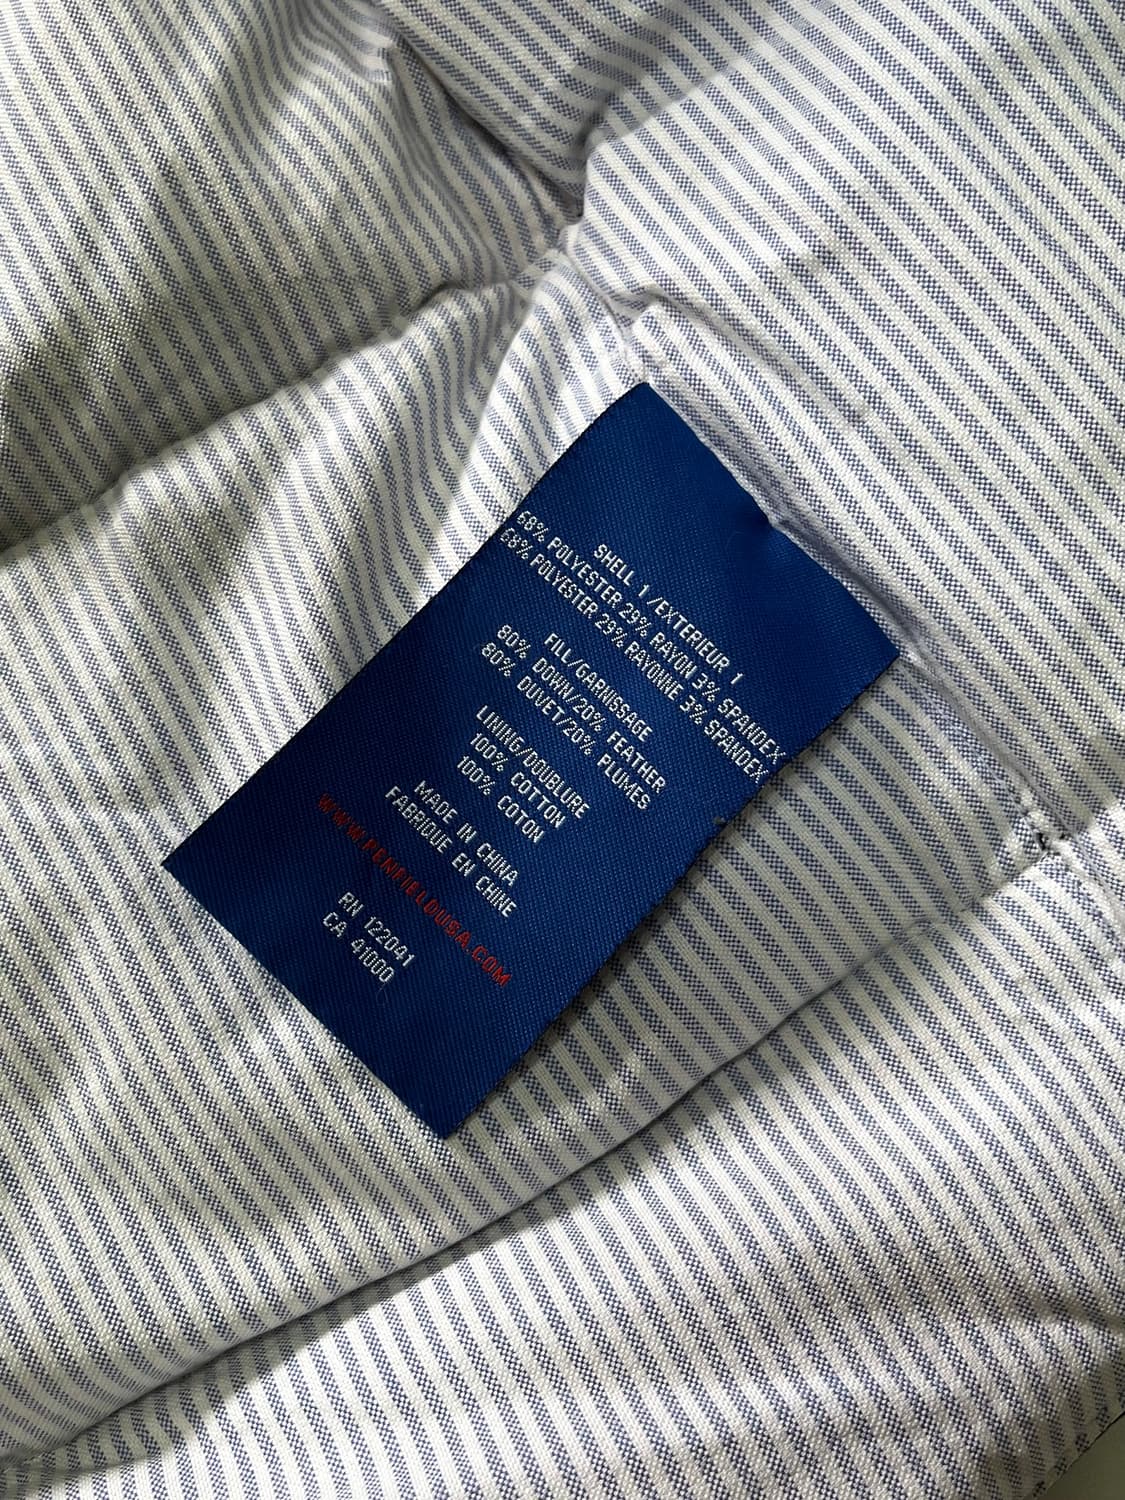 SHELL 1/EXTERIEUR 1
68% POLYESTER 29% RAYON 3% SPANDEX
68% POLYESTER 29% RAYONNE 3% SPANDEX
FILL/GARNISSAGE
80% DOWN/20% FEATHER
80% DUVET/20% PLUMES
LINING/DOUBLURE
100% COTTON
100% COTON
MADE IN CHINA
FABRIQUE EN CHINE
WWW.PENFIELDUSA.COM
RN 122041
CA 41000